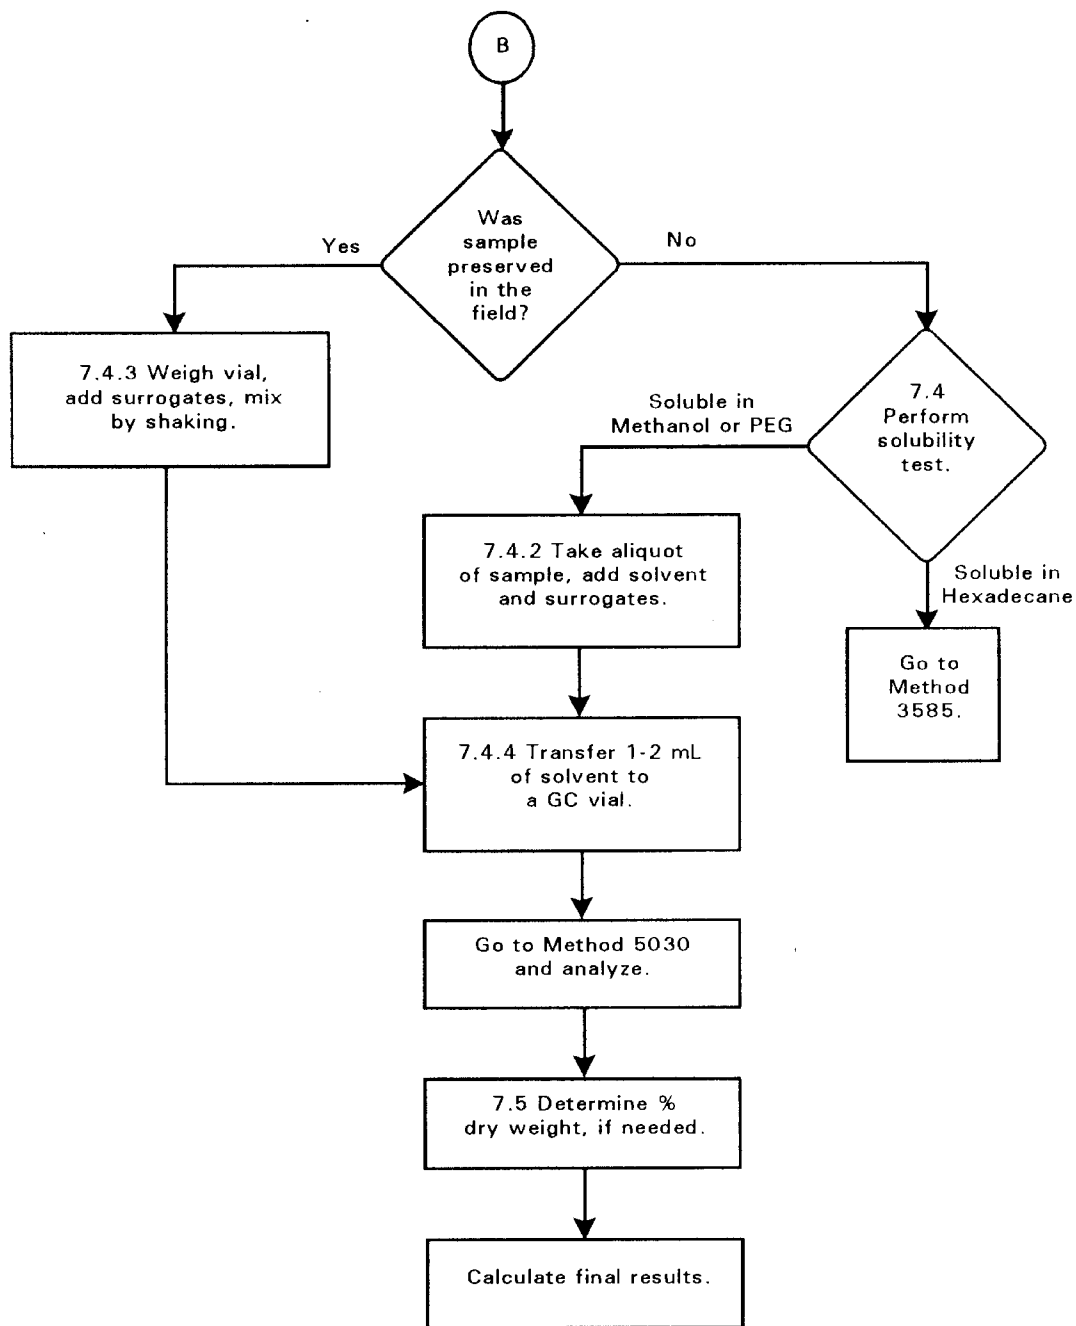 B
Was
sample
preserved
in the
field?
Yes
No
7.4.3 Weigh vial,
add surrogates, mix
by shaking.
7.4
Perform
solubility
test.
Soluble in
Methanol or PEG
7.4.2 Take aliquot
of sample, add solvent
and surrogates.
Soluble in
Hexadecane
Go to
Method
3585.
7.4.4 Transfer 1-2 mL
of solvent to
a GC vial.
Go to Method 5030
and analyze.
7.5 Determine %
dry weight, if needed.
Calculate final results.